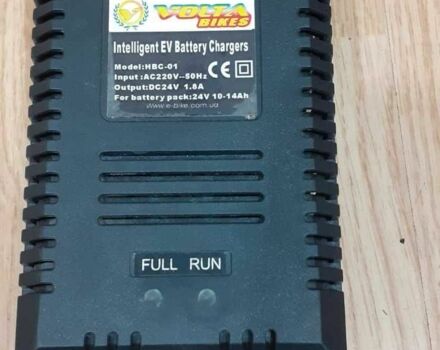 VOLTA
BIKES
Intelligent EV Battery Chargers
Model:HBC-01
Input:AC220V--50Hz
Output:DC24V 1.8A
CE
For battery pack:24V 10-14Ah
www.e-bike.com.ua
FULL RUN